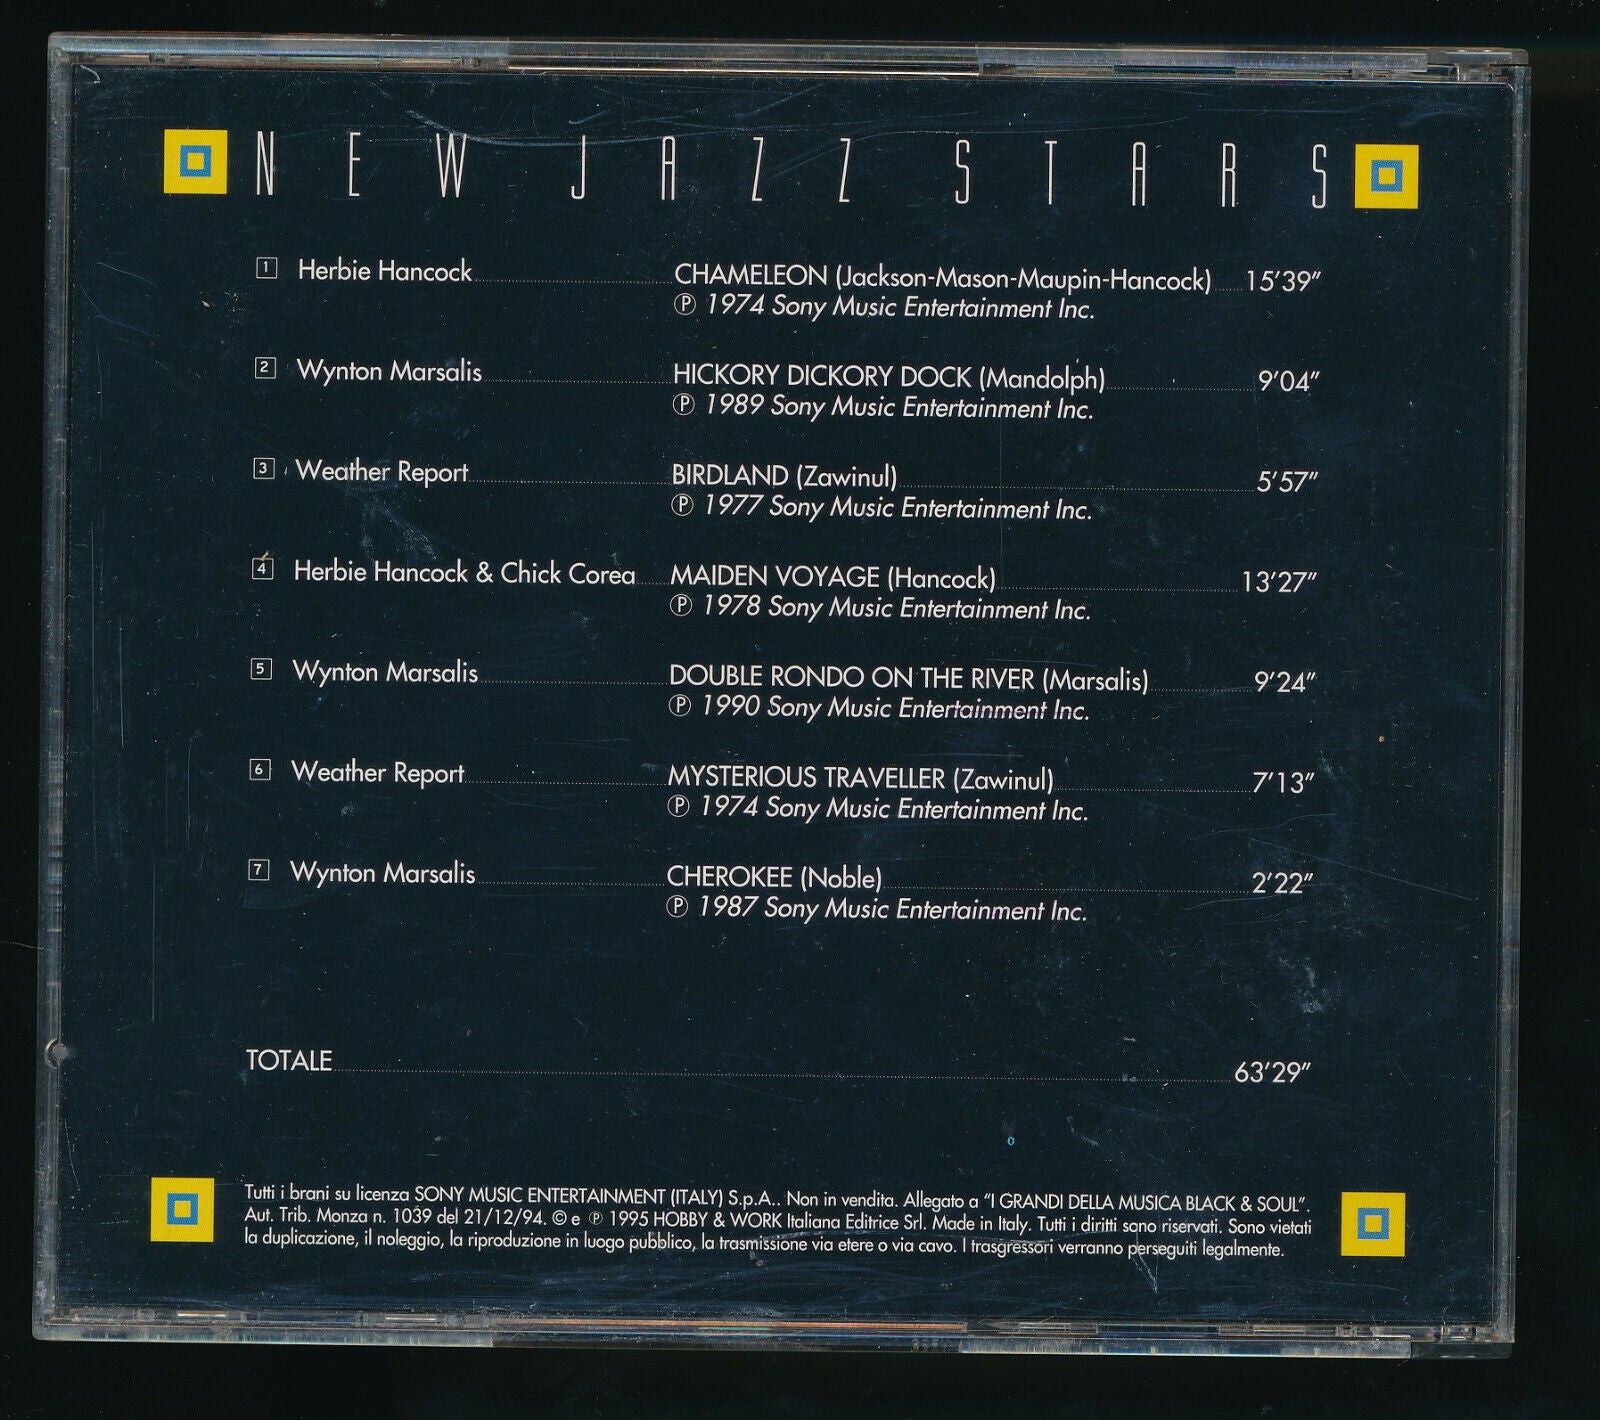 NEW JAZZ STARS
1 Herbie Hancock CHAMELEON (Jackson-Mason-Maupin-Hancock) 15'39"
℗ 1974 Sony Music Entertainment Inc.
2 Wynton Marsalis HICKORY DICKORY DOCK (Mandolph) 9'04"
℗ 1989 Sony Music Entertainment Inc.
3 Weather Report BIRDLAND (Zawinul) 5'57"
℗ 1977 Sony Music Entertainment Inc.
4 Herbie Hancock & Chick Corea MAIDEN VOYAGE (Hancock) 13'27"
℗ 1978 Sony Music Entertainment Inc.
5 Wynton Marsalis DOUBLE RONDO ON THE RIVER (Marsalis) 9'24"
℗ 1990 Sony Music Entertainment Inc.
6 Weather Report MYSTERIOUS TRAVELLER (Zawinul) 7'13"
℗ 1974 Sony Music Entertainment Inc.
7 Wynton Marsalis CHEROKEE (Noble) 2'22"
℗ 1987 Sony Music Entertainment Inc.
TOTALE 63'29"
Tutti i brani su licenza SONY MUSIC ENTERTAINMENT (ITALY) S.p.A.. Non in vendita. Allegato a "I GRANDI DELLA MUSICA BLACK & SOUL".
Aut. Trib. Monza n. 1039 del 21/12/94. © e ℗ 1995 HOBBY & WORK Italiana Editrice Srl. Made in Italy. Tutti i diritti sono riservati. Sono vietati
la duplicazione, il noleggio, la riproduzione in luogo pubblico, la trasmissione via etere o via cavo. I trasgressori verranno perseguiti legalmente.